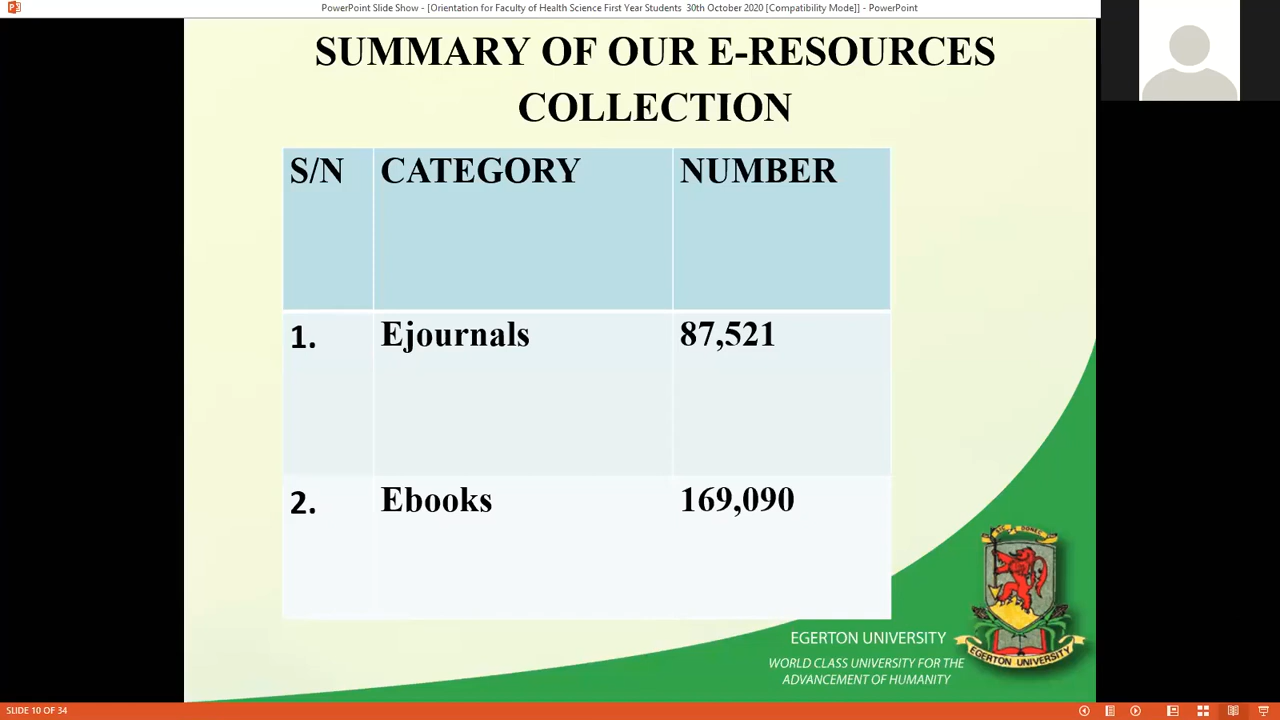 PowerPoint Slide Show - [Orientation for Faculty of Health Science First Year Students 30th October 2020 [Compatibility Mode]] - PowerPoint
SUMMARY OF OUR E-RESOURCES
COLLECTION
S/N CATEGORY NUMBER
1. Ejournals 87,521
2. Ebooks 169,090
SIC DONEC
EGERTON UNIVERSITY
EGERTON UNIVERSITY
WORLD CLASS UNIVERSITY FOR THE
ADVANCEMENT OF HUMANITY
SLIDE 10 OF 34